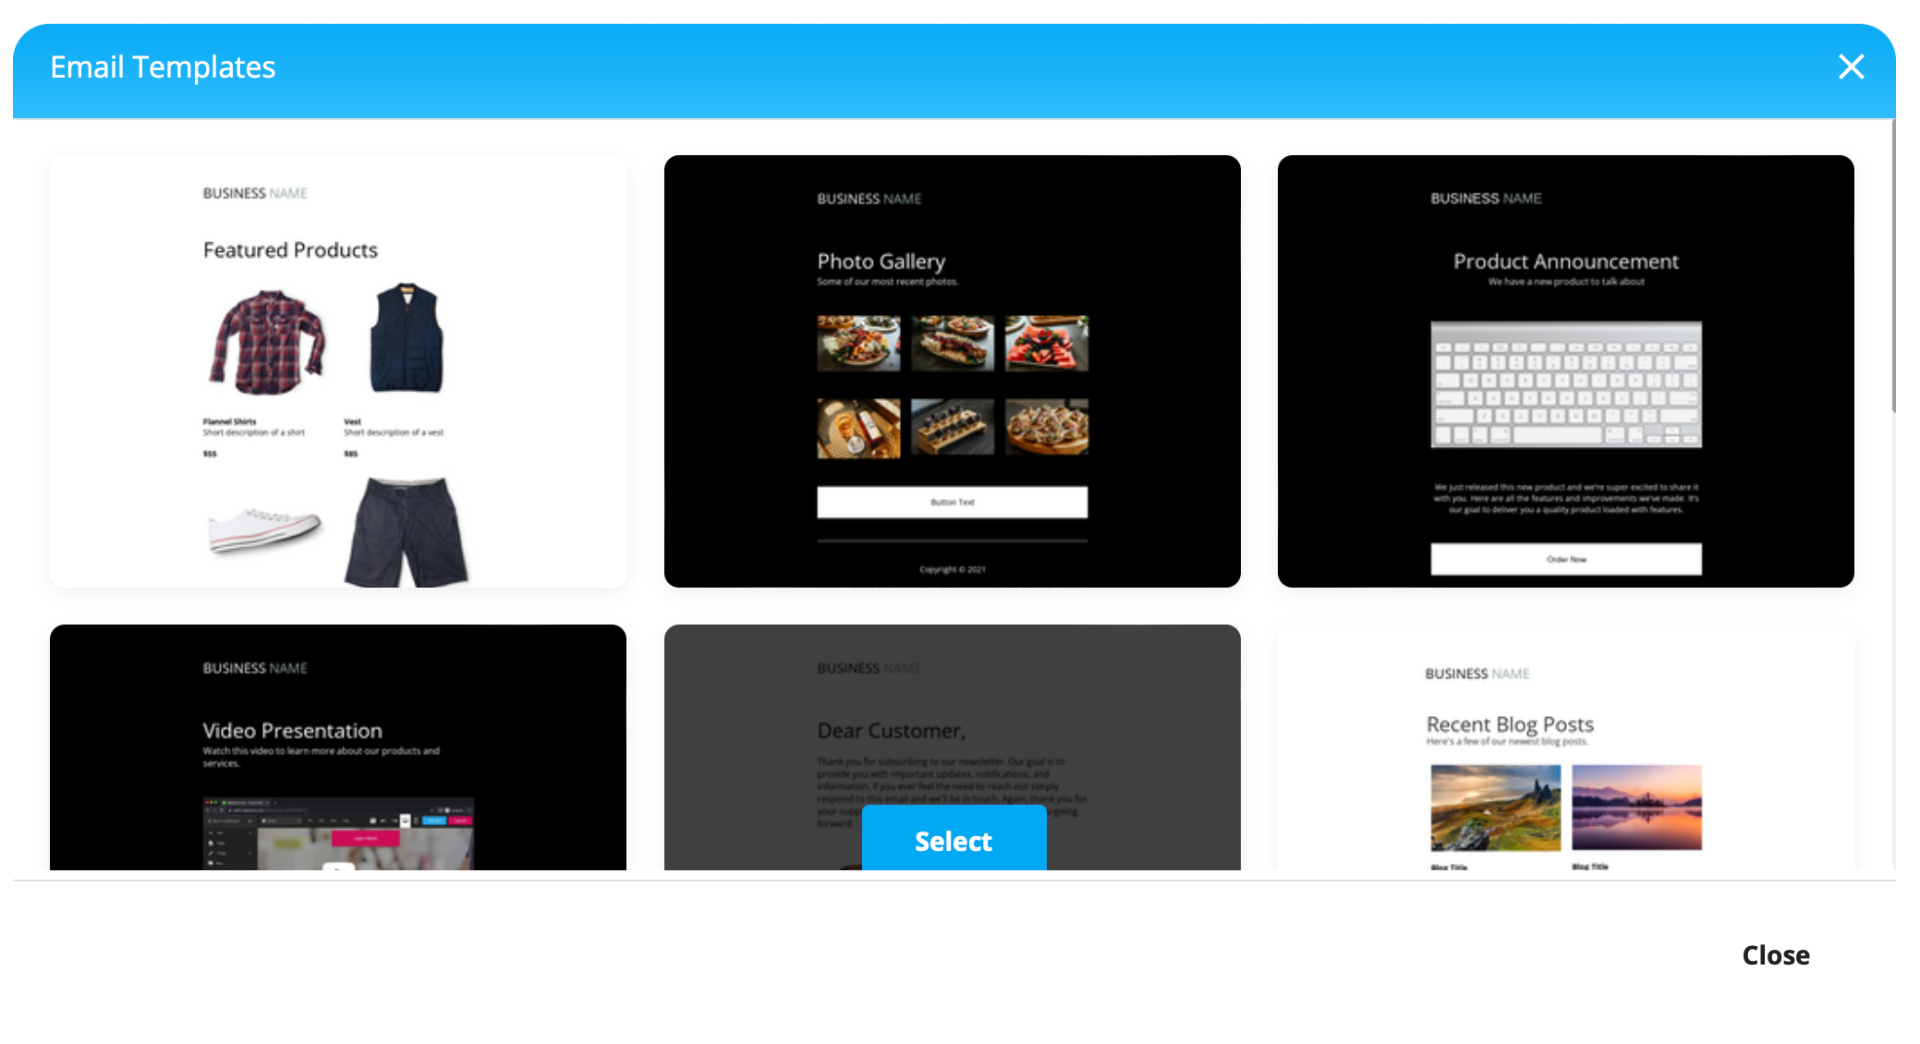 Email Templates
BUSINESS NAME
Featured Products
Flannel Shirts
Short description of a shirt
$55
Vest
Short description of a vest
$85
BUSINESS NAME
Photo Gallery
Some of our most recent photos.
Button Text
Copyright © 2021
BUSINESS NAME
Product Announcement
We have a new product to talk about
We just released this new product and we're super excited to share it
with you. Here are all the features and improvements we've made. It's
our goal to deliver you a quality product loaded with features.
Order Now
BUSINESS NAME
Video Presentation
Watch this video to learn more about our products and
services.
BUSINESS NAME
Dear Customer,
Thank you for subscribing to our newsletter. Our goal is to
provide you with important updates, notifications, and
information. If you ever feel the need to reach out simply
respond to this email and we'll be in touch. Again, thank you for
your going
forward.
Select
BUSINESS NAME
Recent Blog Posts
Here's a few of our newest blog posts.
Blog Title
Blog Title
Close